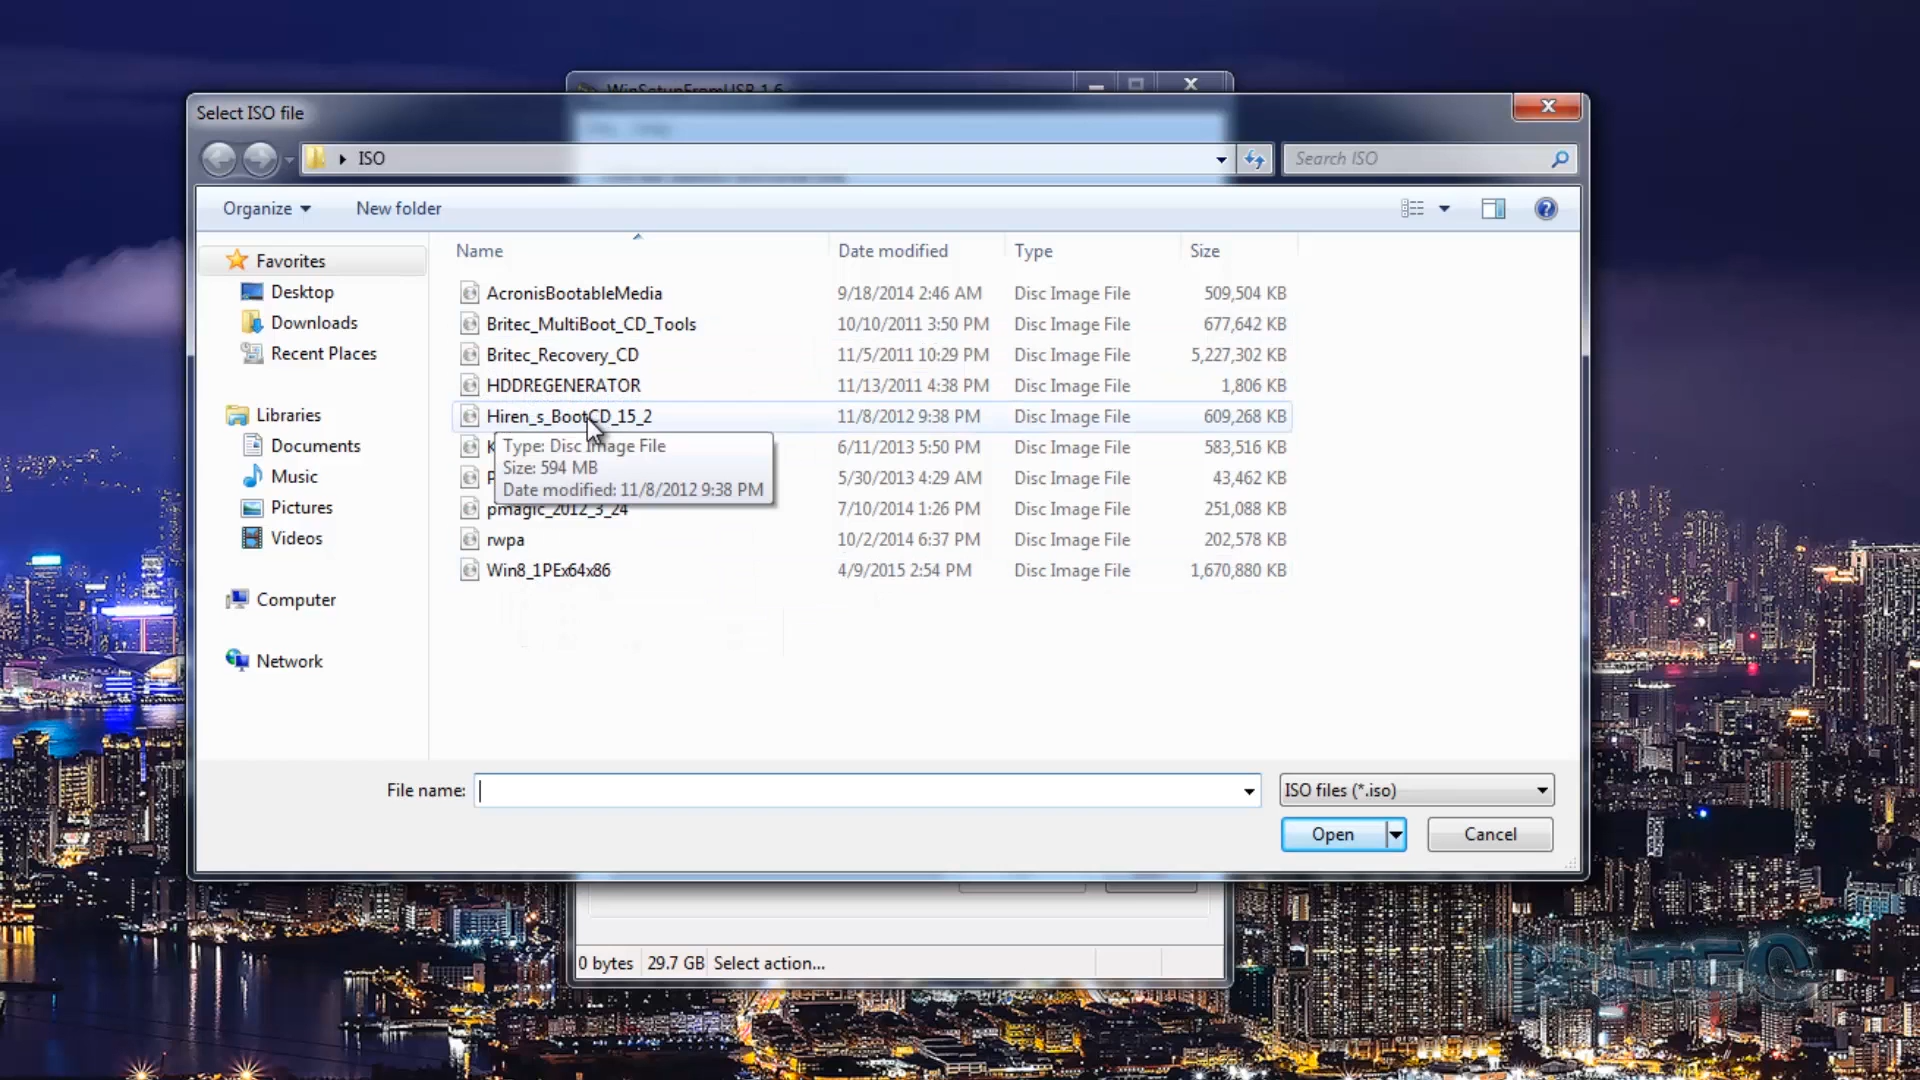 WinSetupFromUSB 1.6
Select ISO file
ISO
Search ISO
Organize
New folder
Favorites
Desktop
Downloads
Recent Places
Libraries
Documents
Music
Pictures
Videos
Computer
Network
Name Date modified Type Size
AcronisBootableMedia 9/18/2014 2:46 AM Disc Image File 509,504 KB
Britec_MultiBoot_CD_Tools 10/10/2011 3:50 PM Disc Image File 677,642 KB
Britec_Recovery_CD 11/5/2011 10:29 PM Disc Image File 5,227,302 KB
HDDREGENERATOR 11/13/2011 4:38 PM Disc Image File 1,806 KB
Hiren_s_BootCD_15_2 11/8/2012 9:38 PM Disc Image File 609,268 KB
6/11/2013 5:50 PM Disc Image File 583,516 KB
5/30/2013 4:29 AM Disc Image File 43,462 KB
pmagic_2012_3_24 7/10/2014 1:26 PM Disc Image File 251,088 KB
rwpa 10/2/2014 6:37 PM Disc Image File 202,578 KB
Win8_1PEx64x86 4/9/2015 2:54 PM Disc Image File 1,670,880 KB
Type: Disc Image File
Size: 594 MB
Date modified: 11/8/2012 9:38 PM
File name:
ISO files (*.iso)
Open
Cancel
0 bytes 29.7 GB Select action...